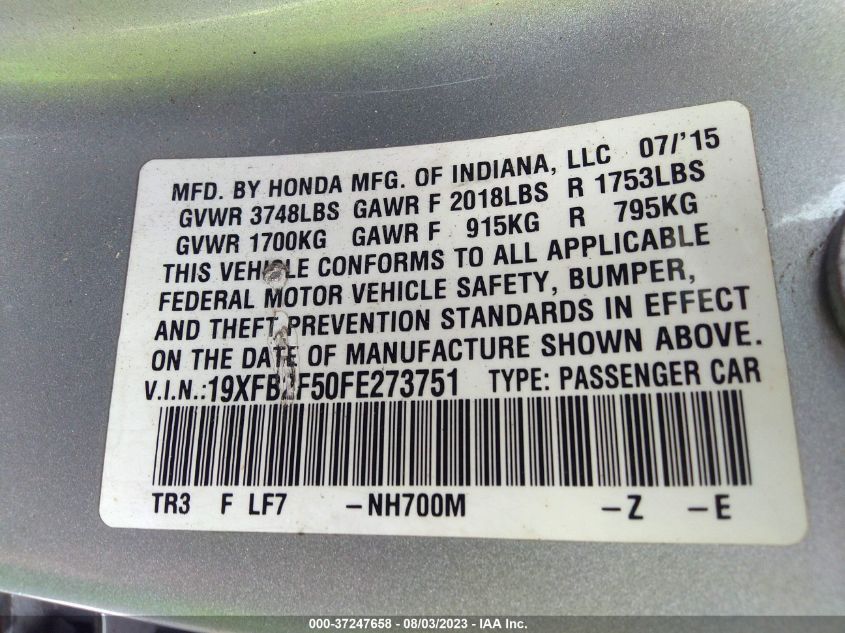 MFD. BY HONDA MFG. OF INDIANA, LLC 07/'15
GVWR 3748LBS GAWR F 2018LBS R 1753LBS
GVWR 1700KG GAWR F 915KG R 795KG
THIS VEHICLE CONFORMS TO ALL APPLICABLE
FEDERAL MOTOR VEHICLE SAFETY, BUMPER,
AND THEFT PREVENTION STANDARDS IN EFFECT
ON THE DATE OF MANUFACTURE SHOWN ABOVE.
V.I.N.:19XFB2F50FE273751 TYPE: PASSENGER CAR
TR3 F LF7 -NH700M -Z -E
000-37247658 - 08/03/2023 - IAA Inc.